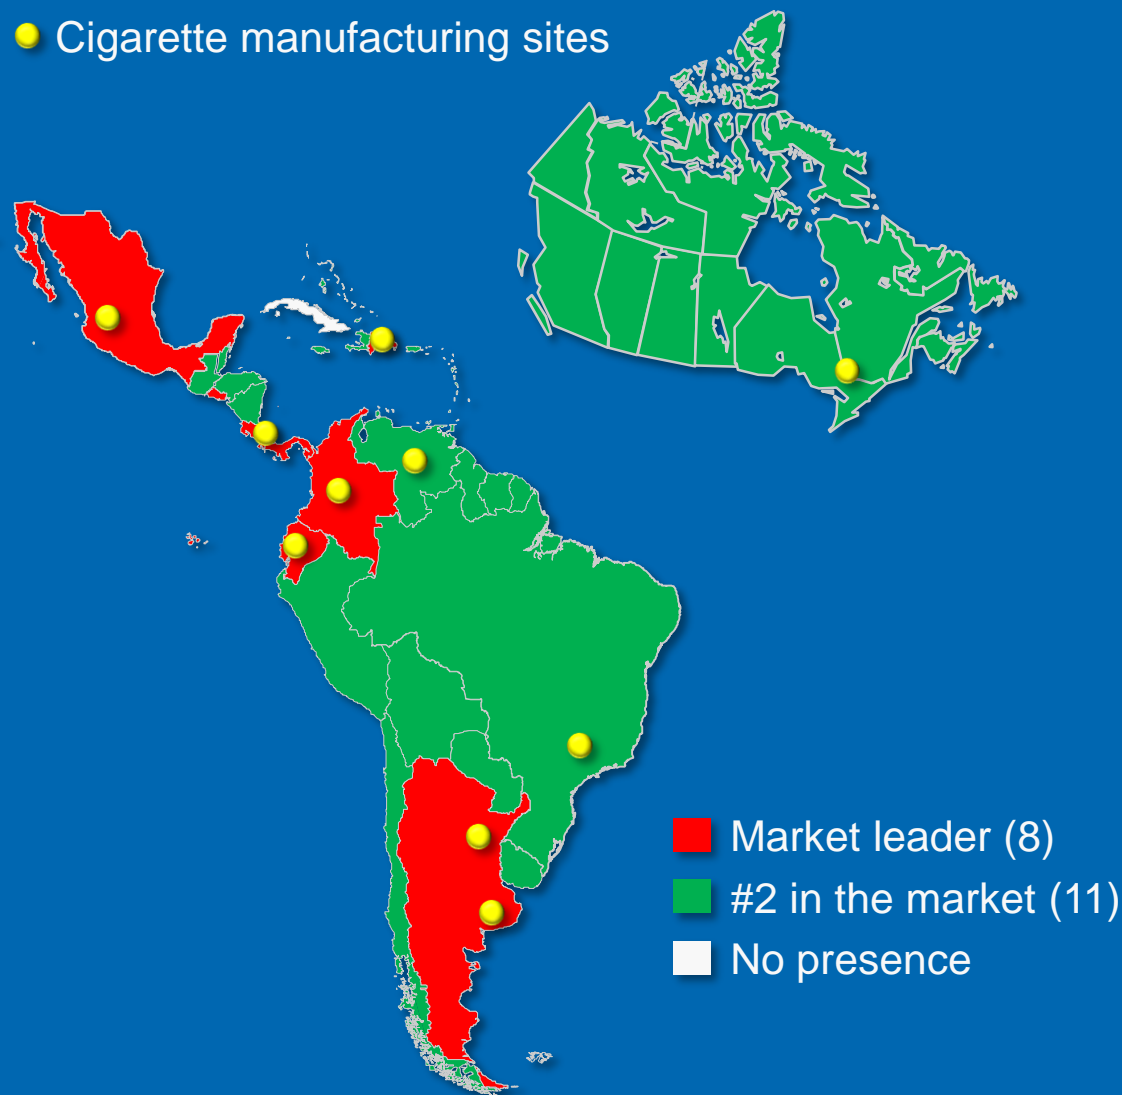 Cigarette manufacturing sites
Market leader (8)
#2 in the market (11)
No presence